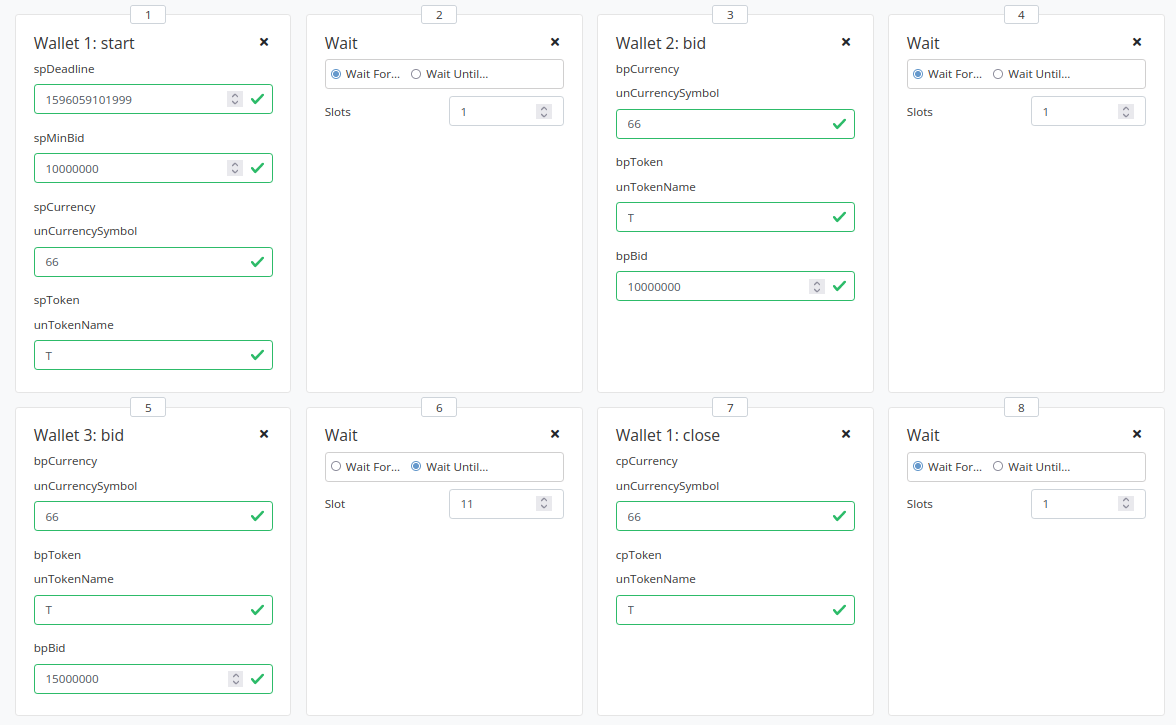 1
Wallet 1: start
spDeadline
1596059101999
spMinBid
10000000
spCurrency
unCurrencySymbol
66
spToken
unTokenName
T
2
Wait
Wait For... Wait Until...
Slots 1
3
Wallet 2: bid
bpCurrency
unCurrencySymbol
66
bpToken
unTokenName
T
bpBid
10000000
4
Wait
Wait For... Wait Until...
Slots 1
5
Wallet 3: bid
bpCurrency
unCurrencySymbol
66
bpToken
unTokenName
T
bpBid
15000000
6
Wait
Wait For... Wait Until...
Slot 11
7
Wallet 1: close
cpCurrency
unCurrencySymbol
66
cpToken
unTokenName
T
8
Wait
Wait For... Wait Until...
Slots 1